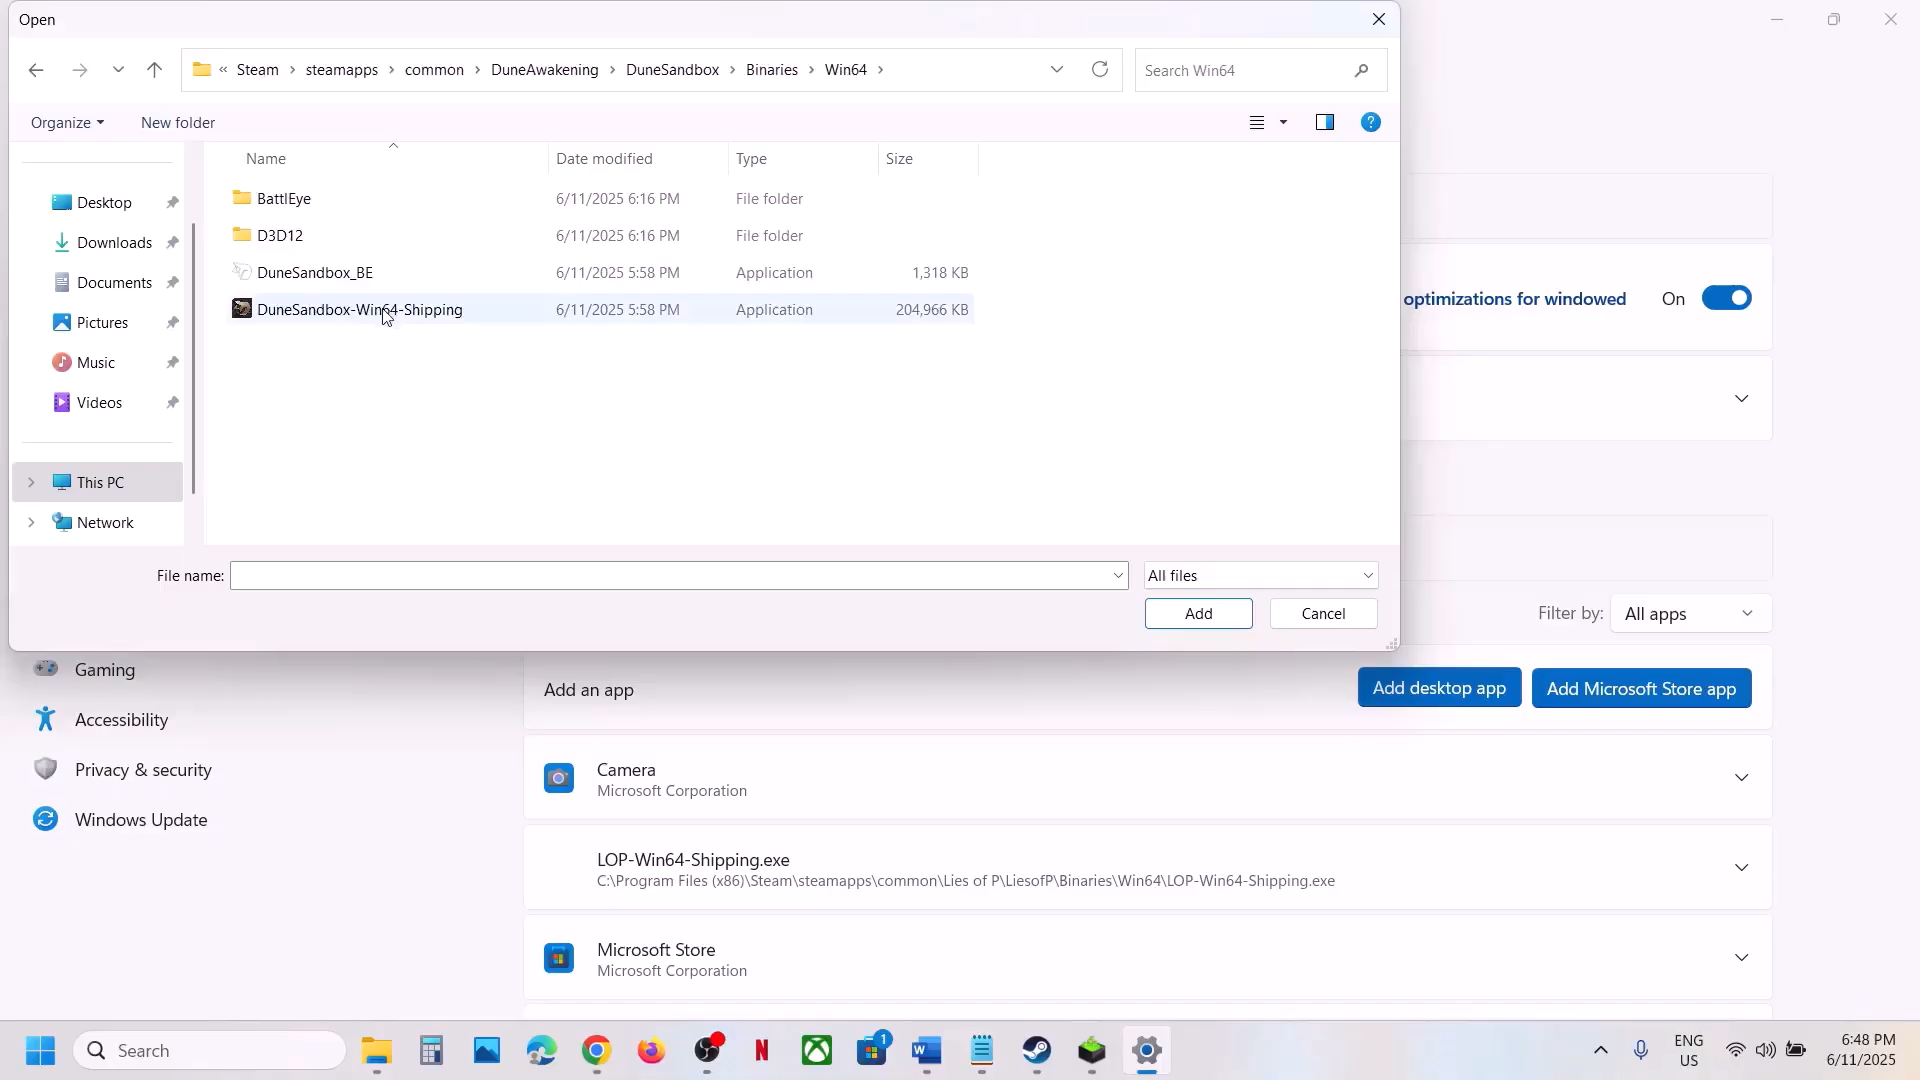 Open
« Steam > steamapps > common > DuneAwakening > DuneSandbox > Binaries > Win64 >
Search Win64
Organize
New folder
Name
Date modified
Type
Size
Desktop
Downloads
Documents
Pictures
Music
Videos
This PC
Network
BattlEye 6/11/2025 6:16 PM File folder
D3D12 6/11/2025 6:16 PM File folder
DuneSandbox_BE 6/11/2025 5:58 PM Application 1,318 KB
DuneSandbox-Win64-Shipping 6/11/2025 5:58 PM Application 204,966 KB
File name:
All files
Add
Cancel
optimizations for windowed
On
Filter by: All apps
Gaming
Accessibility
Privacy & security
Windows Update
Add an app
Add desktop app
Add Microsoft Store app
Camera
Microsoft Corporation
LOP-Win64-Shipping.exe
C:\Program Files (x86)\Steam\steamapps\common\Lies of P\LiesofP\Binaries\Win64\LOP-Win64-Shipping.exe
Microsoft Store
Microsoft Corporation
Search
1
ENG
US
6:48 PM
6/11/2025